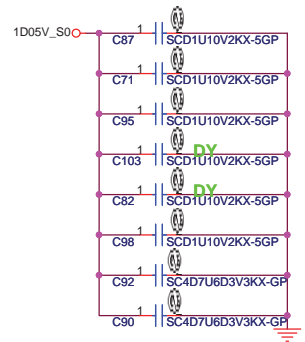 1D05V_S0
C87 1 SCD1U10V2KX-5GP
C71 1 SCD1U10V2KX-5GP
C95 1 SCD1U10V2KX-5GP
C103 1 SCD1U10V2KX-5GP DY
C82 1 SCD1U10V2KX-5GP DY
C98 1 SCD1U10V2KX-5GP
C92 1 SC4D7U6D3V3KX-GP
C90 1 SC4D7U6D3V3KX-GP